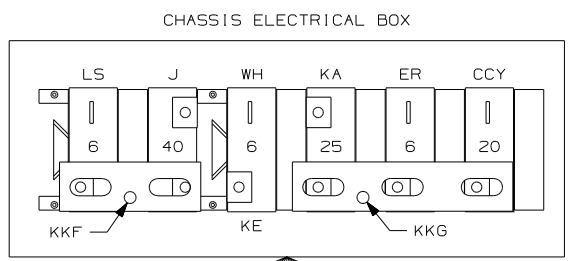 CHASSIS ELECTRICAL BOX
LS J WH KA ER CCY
6 40 6 25 6 20
KKF KE KKG